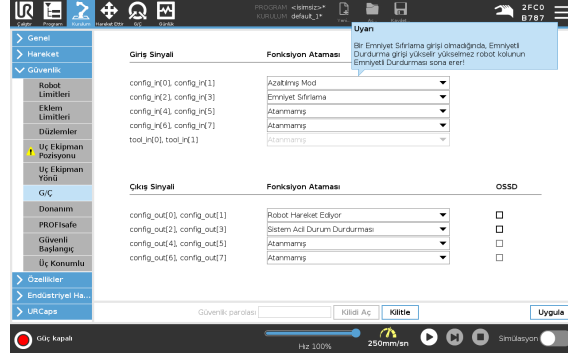 UR
PROGRAM <isimsiz>*
KURULUM default_1*
2FC0
B787
Çalıştır Program Kurulum Hareket Ettir G/Ç Günlük
Yeni... Aç... Kaydet...
Uyarı
Bir Emniyet Sıfırlama girişi olmadığında, Emniyetli
Durdurma girişi yükselir yükselmez robot kolunun
Emniyetli Durdurması sona erer!
Genel
Hareket
Güvenlik
Robot
Limitleri
Eklem
Limitleri
Düzlemler
Uç Ekipman
Pozisyonu
Uç Ekipman
Yönü
G/Ç
Donanım
PROFIsafe
Güvenli
Başlangıç
Üç Konumlu
Özellikler
Endüstriyel Ha...
URCaps
Giriş Sinyali Fonksiyon Ataması
config_in[0], config_in[1] Azaltılmış Mod
config_in[2], config_in[3] Emniyet Sıfırlama
config_in[4], config_in[5] Atanmamış
config_in[6], config_in[7] Atanmamış
tool_in[0], tool_in[1] Atanmamış
Çıkış Sinyali Fonksiyon Ataması OSSD
config_out[0], config_out[1] Robot Hareket Ediyor
config_out[2], config_out[3] Sistem Acil Durum Durdurması
config_out[4], config_out[5] Atanmamış
config_out[6], config_out[7] Atanmamış
Güvenlik parolası Kilidi Aç Kilitle Uygula
Güç kapalı Hız 100% 250mm/sn Simülasyon